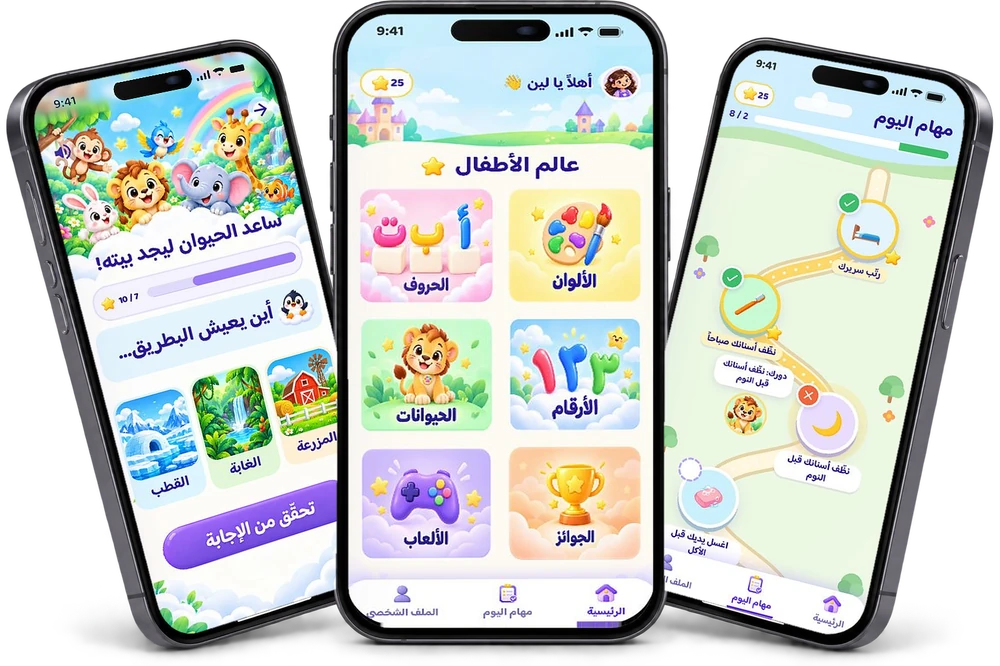 9:41
ساعد الحيوان ليجد بيته!
10/7
أين يعيش البطريق...
المزرعة
الغابة
القطب
تحقّق من الإجابة
9:41
أهلاً يا لين
25
عالم الأطفال
أ ب ت
الحروف
الألوان
الحيوانات
١٢٣
الأرقام
الألعاب
الجوائز
الرئيسية
مهام اليوم
الملف الشخصي
9:41
25
مهام اليوم
8 / 2
رتّب سريرك
نظّف أسنانك صباحاً
دورك: نظّف أسنانك
قبل النوم
نظّف أسنانك قبل
النوم
اغسل يديك قبل
الأكل
الرئيسية
مهام اليوم